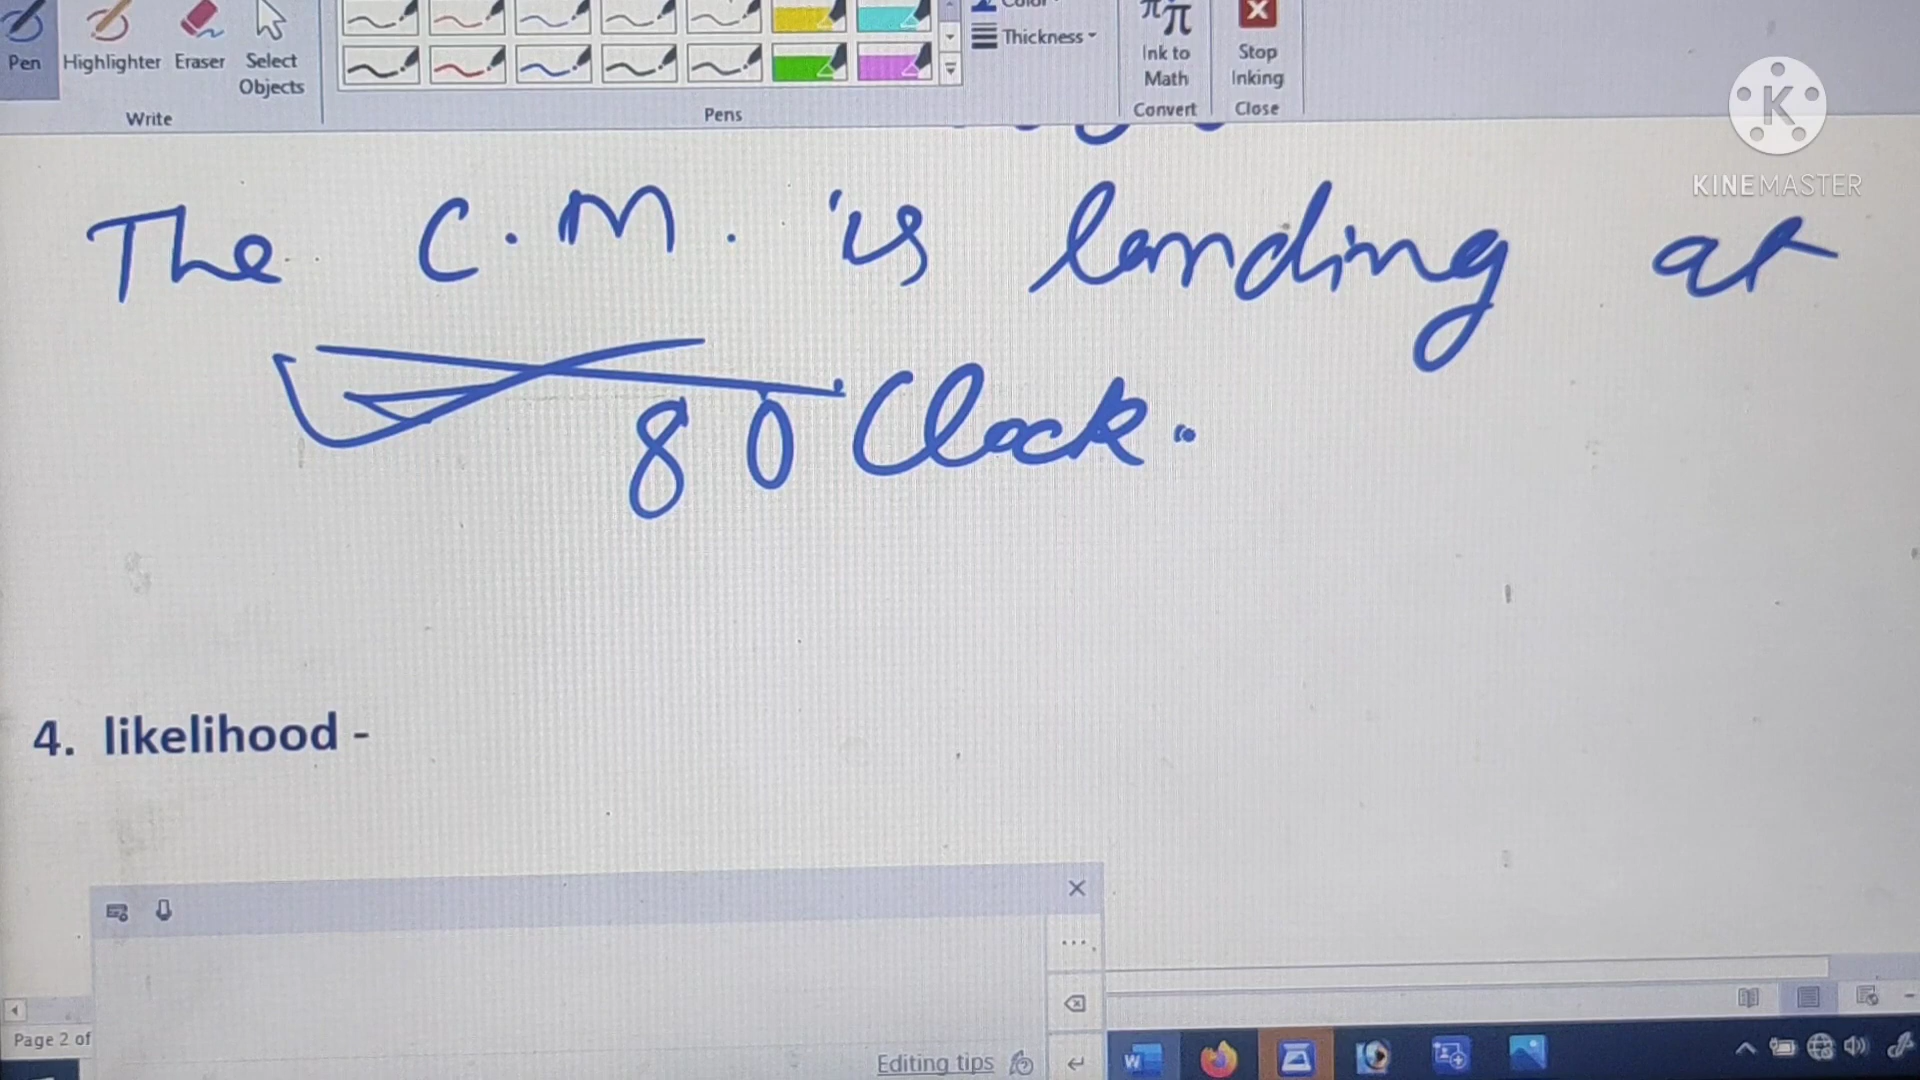 Pen
Highlighter
Eraser
Select
Objects
Write
Pens
Thickness
Ink to
Math
Convert
Stop
Inking
Close
KINEMASTER
The C.M. is landing at
8 O Clock.
4. likelihood -
Editing tips
Page 2 of